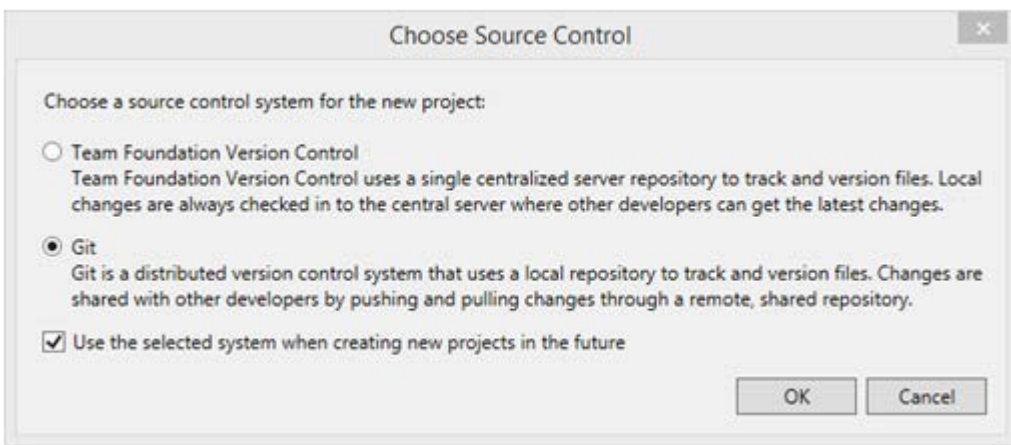 Choose Source Control
Choose a source control system for the new project:
Team Foundation Version Control
Team Foundation Version Control uses a single centralized server repository to track and version files. Local
changes are always checked in to the central server where other developers can get the latest changes.
Git
Git is a distributed version control system that uses a local repository to track and version files. Changes are
shared with other developers by pushing and pulling changes through a remote, shared repository.
Use the selected system when creating new projects in the future
OK Cancel